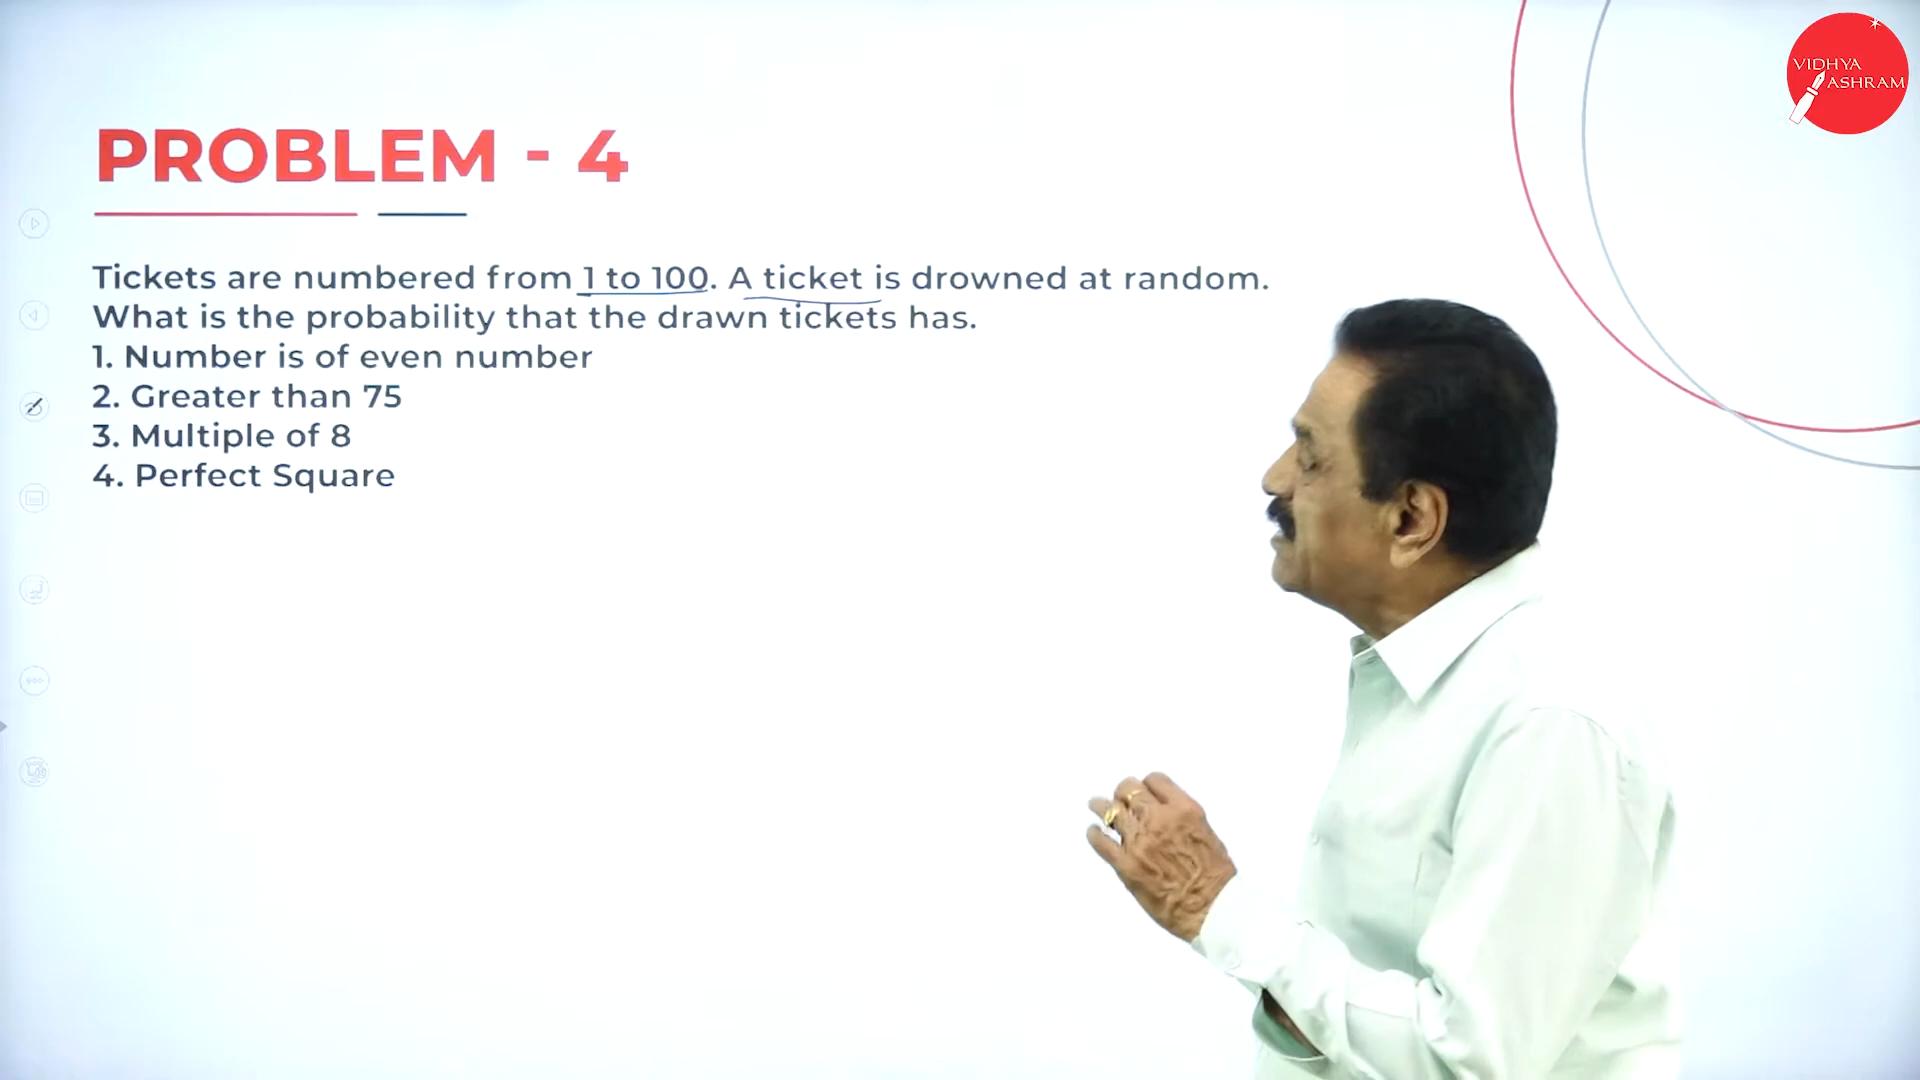 VIDHYA
ASHRAM
PROBLEM - 4
Tickets are numbered from 1 to 100. A ticket is drowned at random.
What is the probability that the drawn tickets has.
1. Number is of even number
2. Greater than 75
3. Multiple of 8
4. Perfect Square